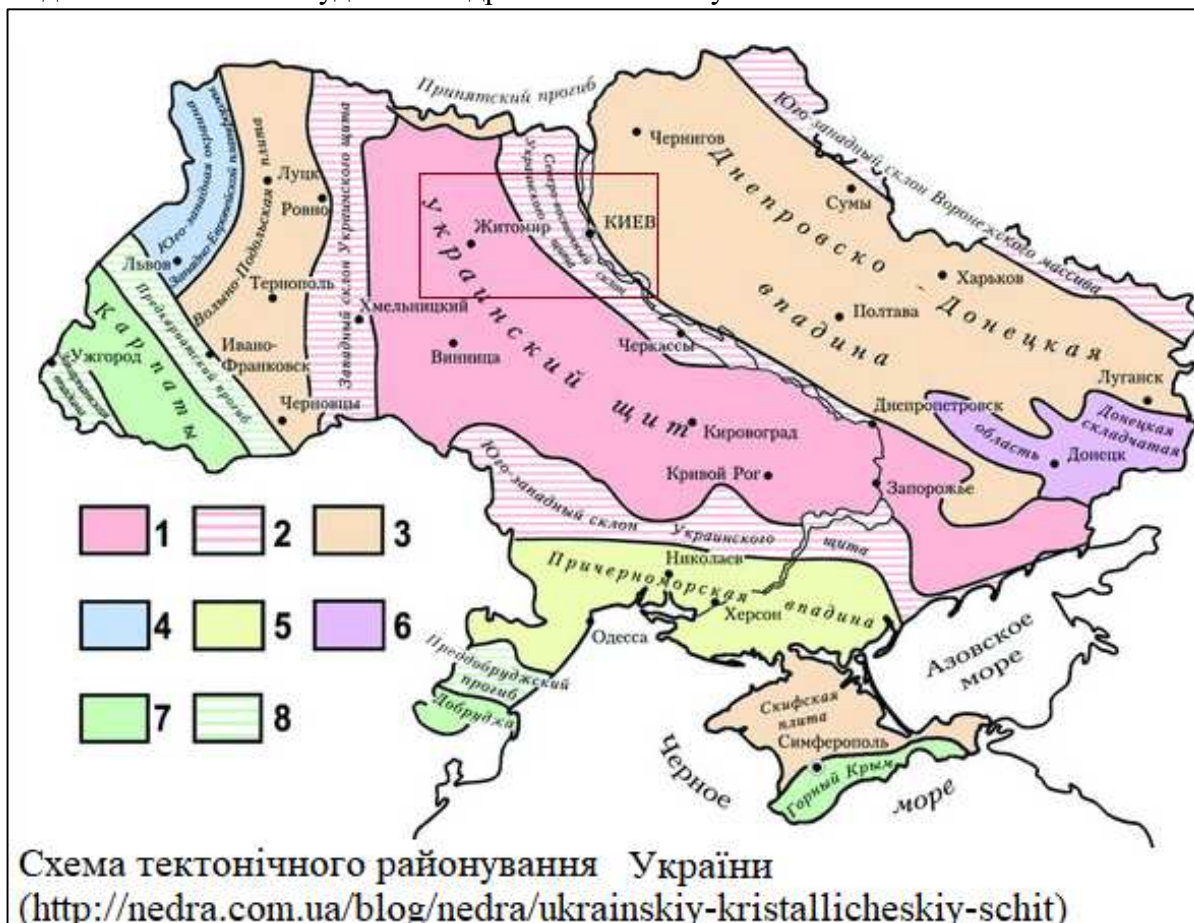 Припятский прогиб
Чернигов
Днепровско - Донецкая
впадина
Сумы
Юго-западный склон Воронежского массива
Харьков
Полтава
Луганск
КИЕВ
Северо-восточный склон
Украинского щита
Черкассы
Юго-западная окраина
Западно-Европейской платформы
Волыно-Подольская плита
Луцк
Ровно
Львов
Тернополь
Западный склон Украинского щита
Хмельницкий
Житомир
Украинский щит
Винница
Предкарпатский прогиб
Карпаты
Ужгород
Ивано-
Франковск
Черновцы
Кировоград
Кривой Рог
Днепропетровск
Запорожье
Донецкая
складчатая
область
Донецк
Юго-западный склон Украинского щита
Николаев
Причерноморская впадина
Херсон
Одесса
Преддобруджский
прогиб
Добруджа
Скифская
плита
Симферополь
Горный Крым
Азовское
море
Черное
море
1
2
3
4
5
6
7
8
Схема тектонічного районування України
(http://nedra.com.ua/blog/nedra/ukrainskiy-kristallicheskiy-schit)